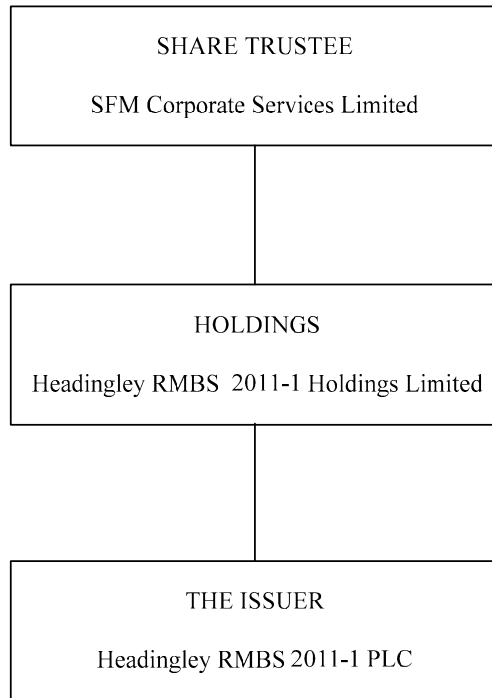 SHARE TRUSTEE
SFM Corporate Services Limited
HOLDINGS
Headingley RMBS 2011-1 Holdings Limited
THE ISSUER
Headingley RMBS 2011-1 PLC